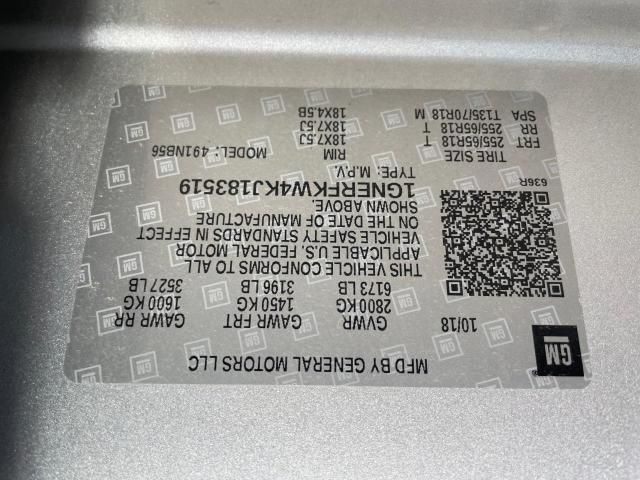 GM
MFD BY GENERAL MOTORS LLC
10/18 GVWR GAWR FRT GAWR RR
2800 KG 1450 KG 1600 KG
6173 LB 3196 LB 3527 LB
THIS VEHICLE CONFORMS TO ALL
APPLICABLE U.S. FEDERAL MOTOR
VEHICLE SAFETY STANDARDS IN EFFECT
ON THE DATE OF MANUFACTURE
SHOWN ABOVE.
1GNERFKW4KJ183519
636R TYPE: M.P.V. MODEL: 491NB56
TIRE SIZE RIM
FRT 255/65R18 T 18X7.5J
RR 255/65R18 T 18X7.5J
SPA T135/70R18 M 18X4.5B